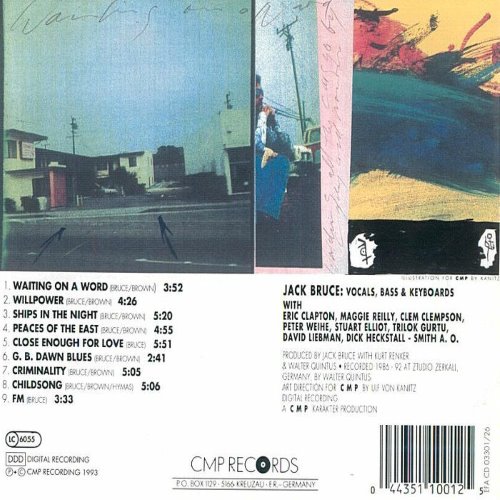 Waiting on a Word
ILLUSTRATION FOR CMP BY KANITZ
1. WAITING ON A WORD (BRUCE/BROWN) 3:52
2. WILLPOWER (BRUCE/BROWN) 4:26
3. SHIPS IN THE NIGHT (BRUCE/BROWN) 5:20
4. PEACES OF THE EAST (BRUCE/BROWN) 4:55
5. CLOSE ENOUGH FOR LOVE (BRUCE/BROWN) 5:51
6. G. B. DAWN BLUES (BRUCE/BROWN) 2:41
7. CRIMINALITY (BRUCE/BROWN) 5:05
8. CHILDSONG (BRUCE/BROWN/HYMAS) 5:06
9. FM (BRUCE) 3:33
JACK BRUCE: VOCALS, BASS & KEYBOARDS
WITH
ERIC CLAPTON, MAGGIE REILLY, CLEM CLEMPSON,
PETER WEIHE, STUART ELLIOT, TRILOK GURTU,
DAVID LIEBMAN, DICK HECKSTALL - SMITH A. O.
PRODUCED BY JACK BRUCE WITH KURT RENKER
& WALTER QUINTUS • RECORDED 1986 - 92 AT ZTUDIO ZERKALL,
GERMANY, BY WALTER QUINTUS
ART DIRECTION FOR CMP BY ULF VON KANITZ
DIGITAL RECORDING
A CMP KARAKTER PRODUCTION
LC 6055
DDD DIGITAL RECORDING
℗ • © CMP RECORDING 1993
CMP RECORDS
P.O. BOX 1129 - 5166 KREUZAU - F.R. - GERMANY
0 44351 10012 5
EFA CD 03301/26